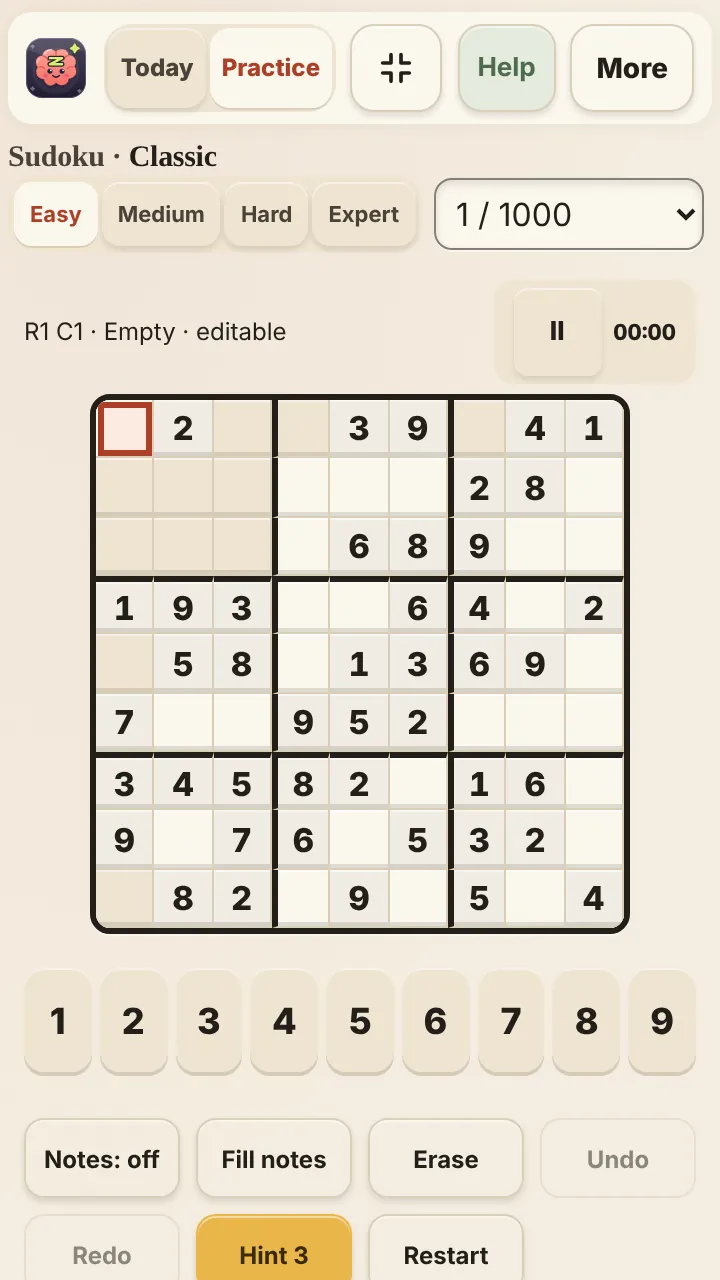 Today Practice Help More
Sudoku · Classic
Easy Medium Hard Expert 1 / 1000
R1 C1 · Empty · editable 00:00
2 3 9 4 1
2 8
6 8 9
1 9 3 6 4 2
5 8 1 3 6 9
7 9 5 2
3 4 5 8 2 1 6
9 7 6 5 3 2
8 2 9 5 4
1 2 3 4 5 6 7 8 9
Notes: off Fill notes Erase Undo
Redo Hint 3 Restart